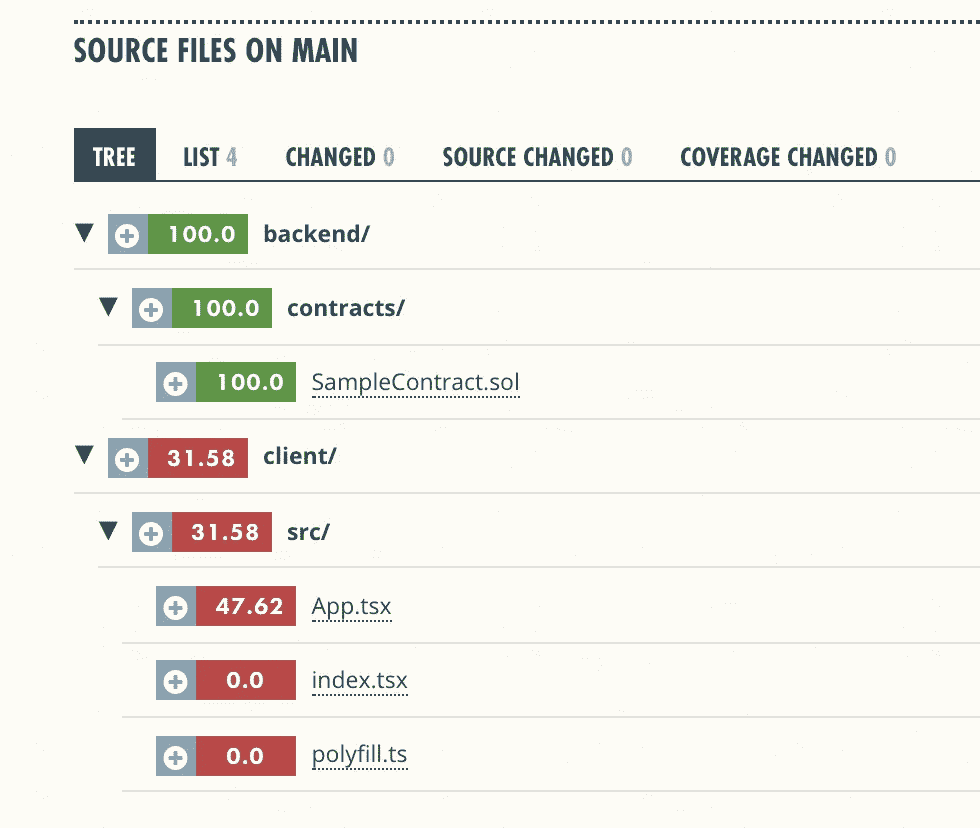 SOURCE FILES ON MAIN
TREE LIST 4 CHANGED 0 SOURCE CHANGED 0 COVERAGE CHANGED 0
100.0 backend/
100.0 contracts/
100.0 SampleContract.sol
31.58 client/
31.58 src/
47.62 App.tsx
0.0 index.tsx
0.0 polyfill.ts